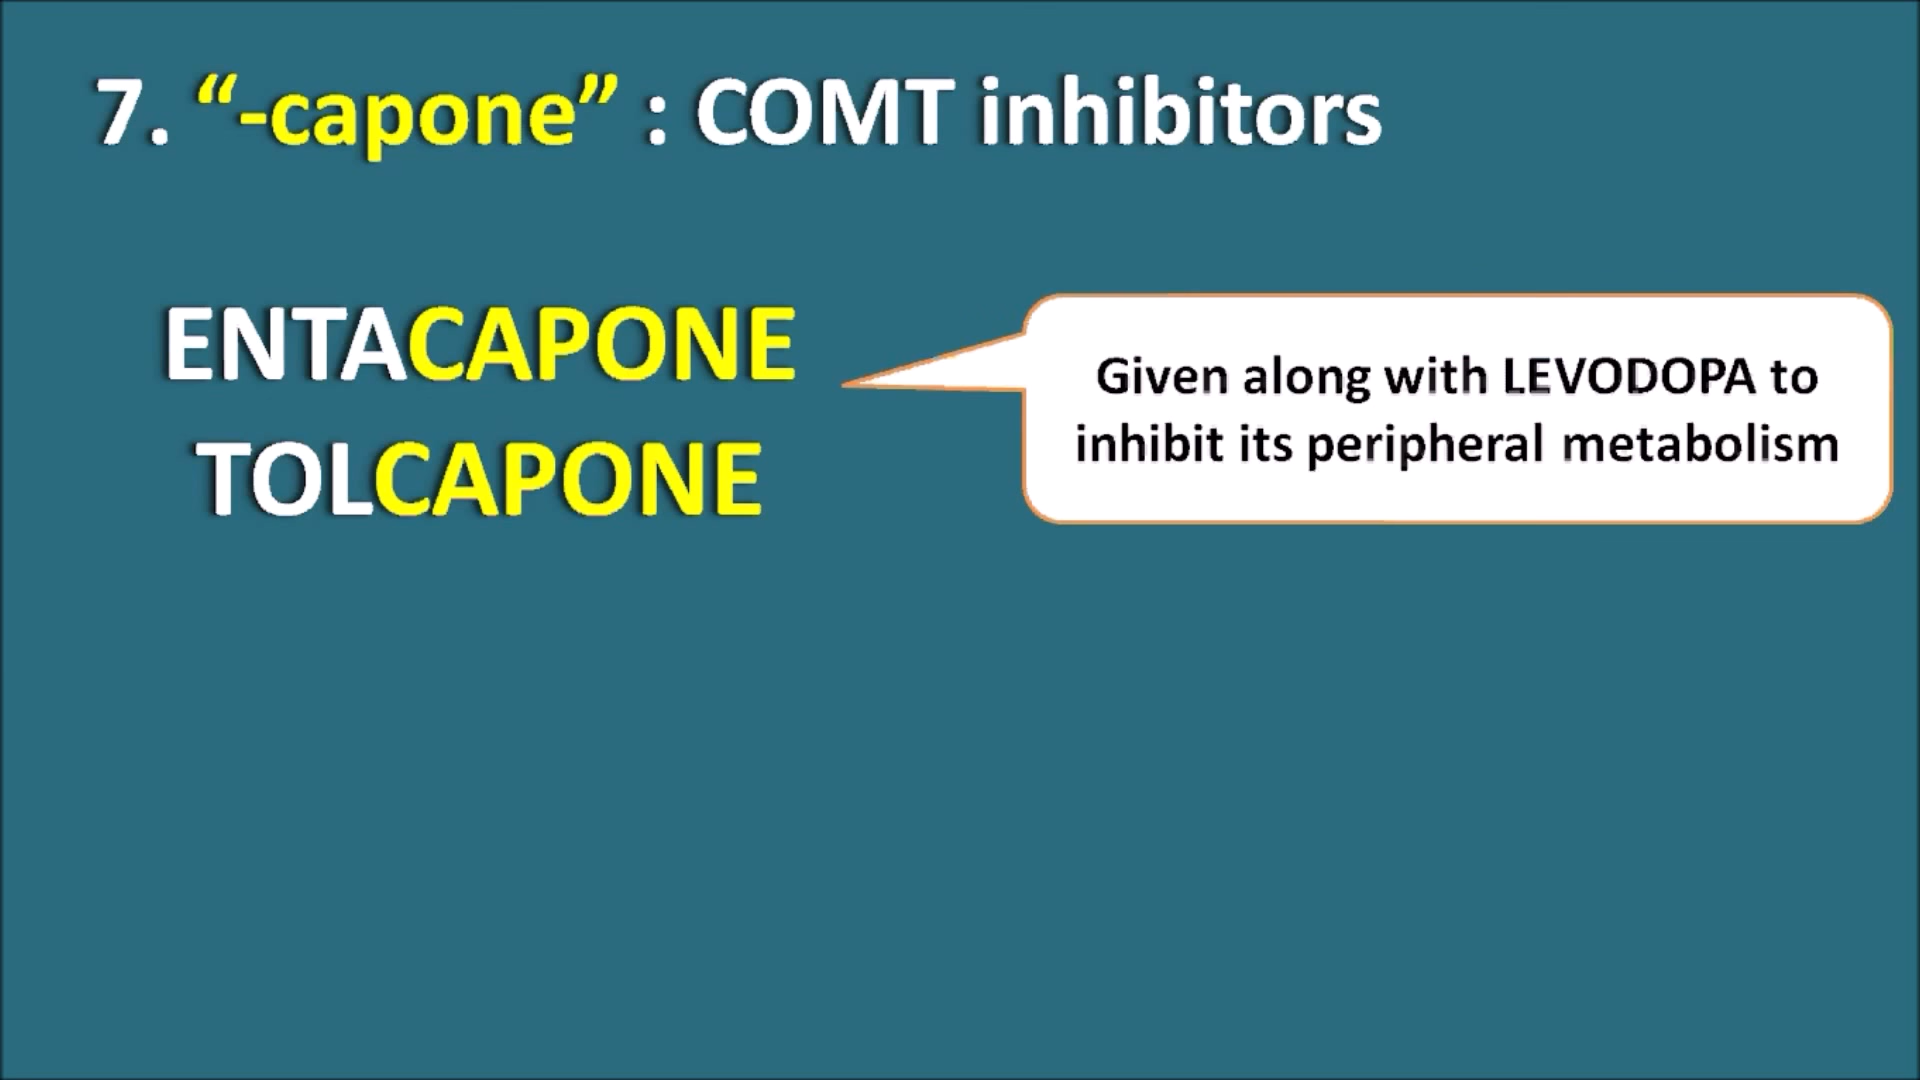 7. “-capone” : COMT inhibitors
ENTACAPONE
TOLCAPONE
Given along with LEVODOPA to
inhibit its peripheral metabolism